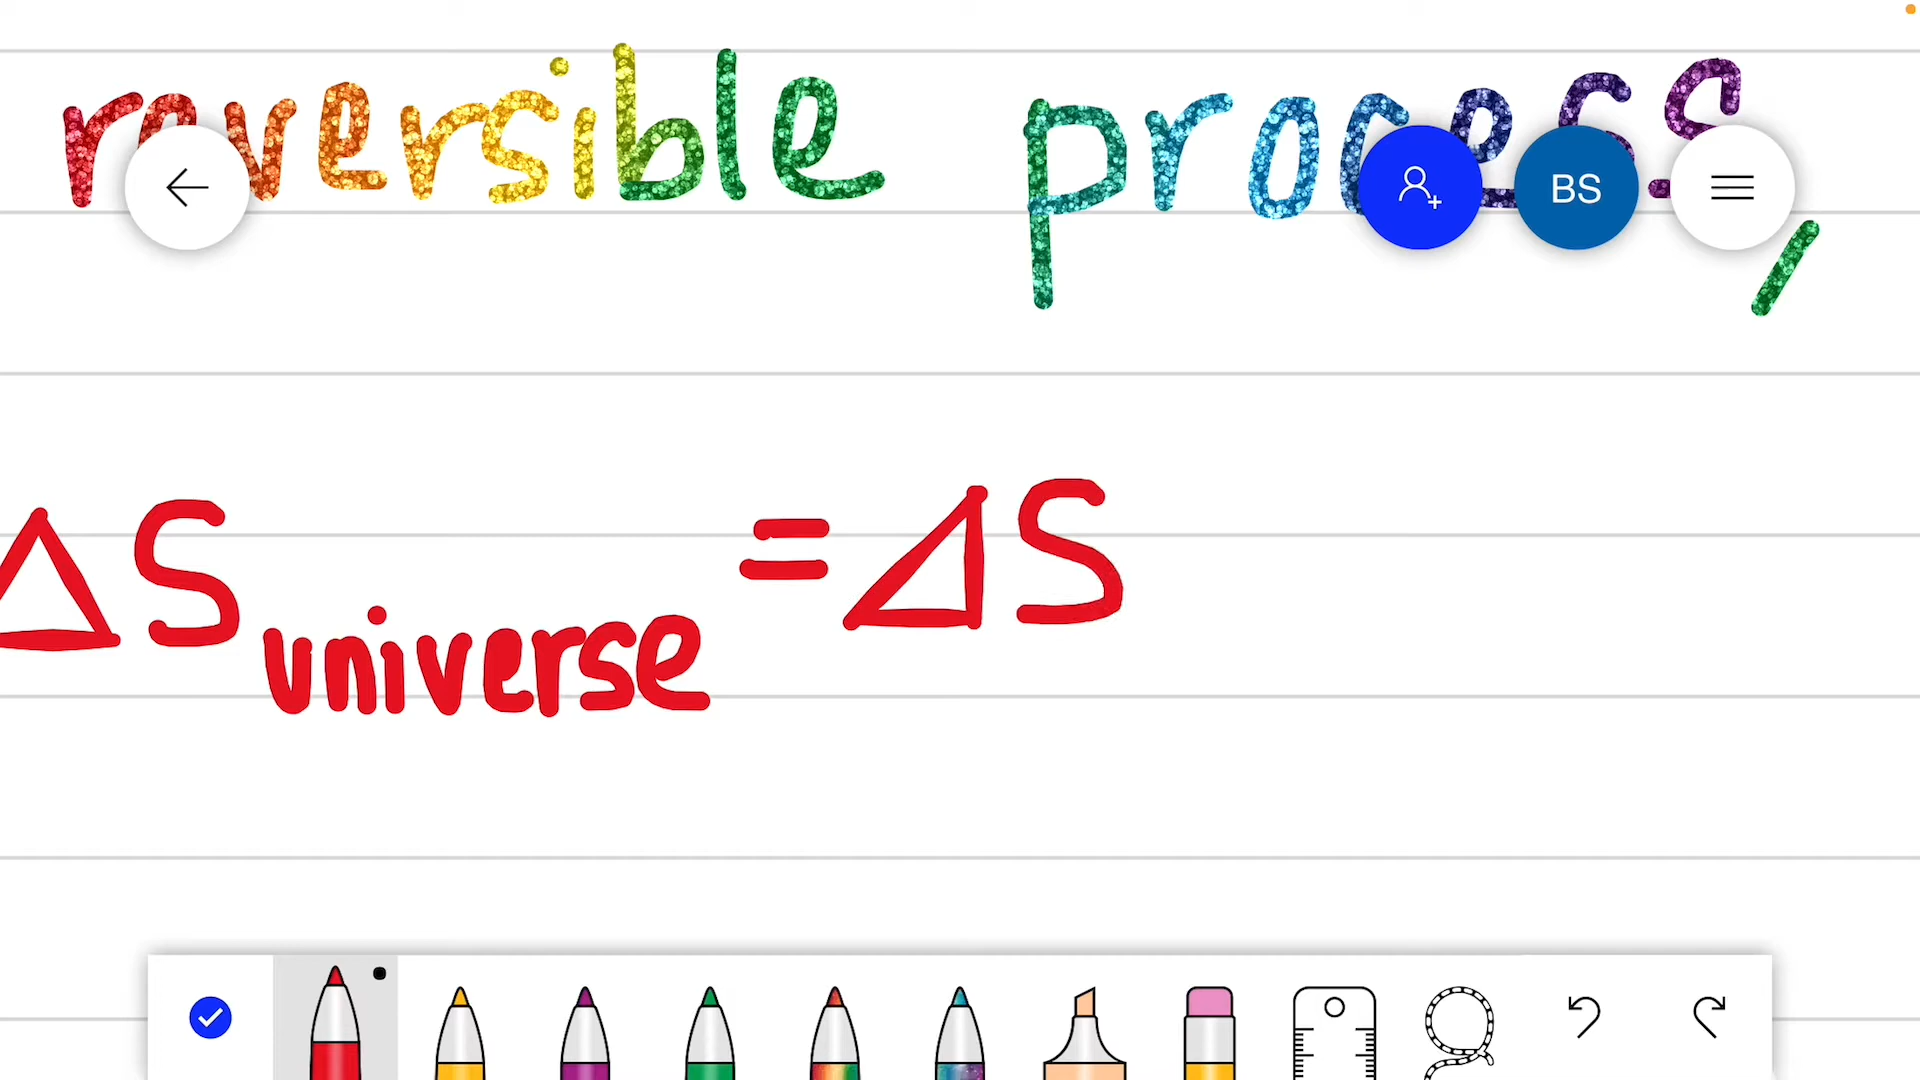 reversible process,
BS
ΔS universe = ΔS